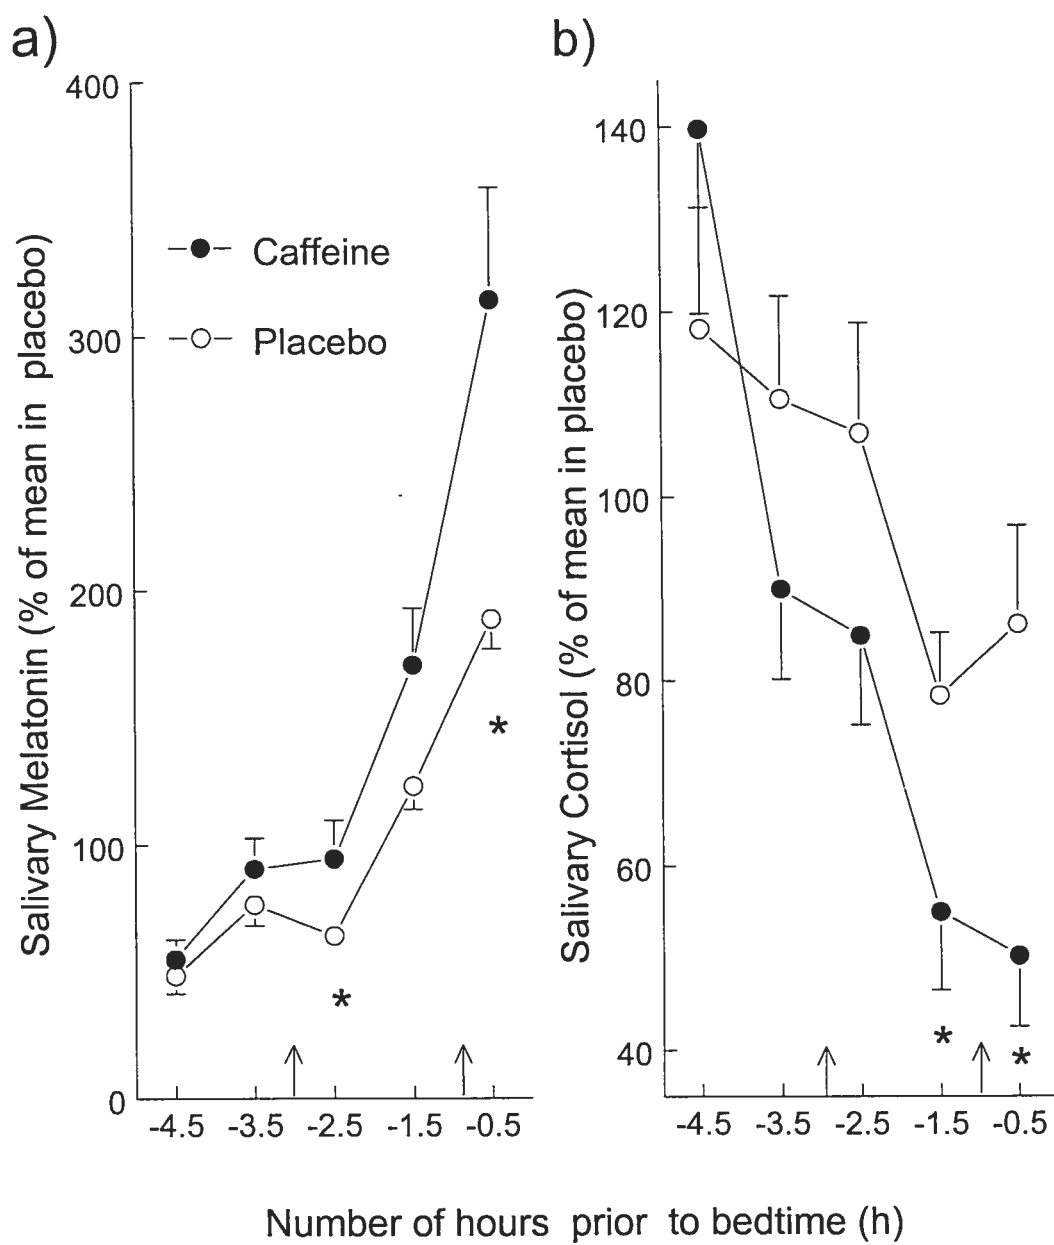 a)
400
300
200
100
0
Salivary Melatonin (% of mean in placebo)
Caffeine
Placebo
*
*
-4.5 -3.5 -2.5 -1.5 -0.5
b)
140
120
100
80
60
40
Salivary Cortisol (% of mean in placebo)
*
*
-4.5 -3.5 -2.5 -1.5 -0.5
Number of hours prior to bedtime (h)